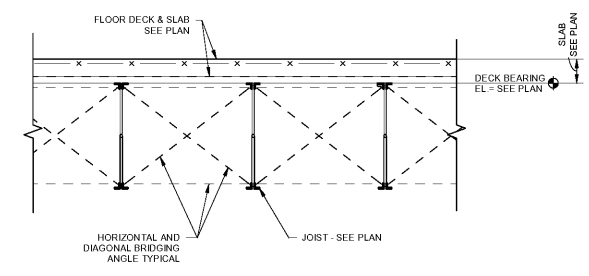 FLOOR DECK & SLAB
SEE PLAN
SLAB
SEE PLAN
DECK BEARING
EL.= SEE PLAN
HORIZONTAL AND
DIAGONAL BRIDGING
ANGLE TYPICAL
JOIST - SEE PLAN